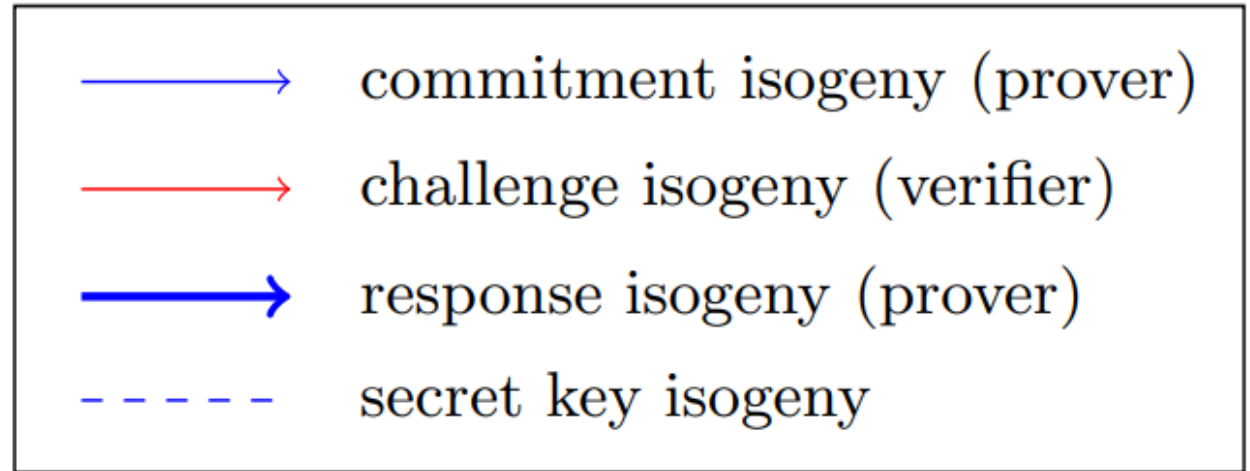 commitment isogeny (prover)
challenge isogeny (verifier)
response isogeny (prover)
secret key isogeny